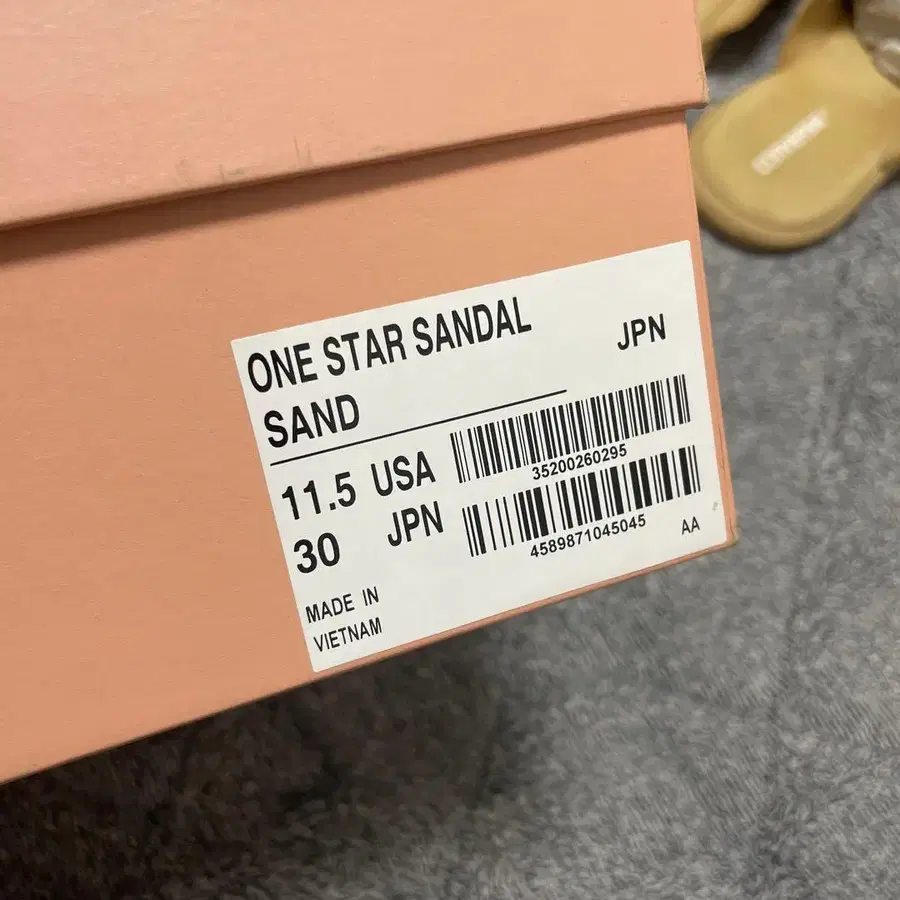 ONE STAR SANDAL
JPN
SAND
35200260295
11.5 USA
30 JPN
4589871045045
AA
MADE IN
VIETNAM